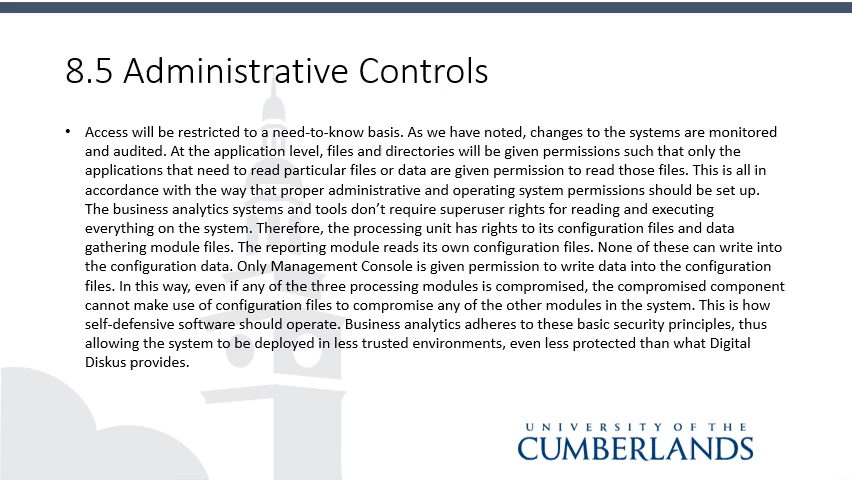 8.5 Administrative Controls
• Access will be restricted to a need-to-know basis. As we have noted, changes to the systems are monitored
and audited. At the application level, files and directories will be given permissions such that only the
applications that need to read particular files or data are given permission to read those files. This is all in
accordance with the way that proper administrative and operating system permissions should be set up.
The business analytics systems and tools don't require superuser rights for reading and executing
everything on the system. Therefore, the processing unit has rights to its configuration files and data
gathering module files. The reporting module reads its own configuration files. None of these can write into
the configuration data. Only Management Console is given permission to write data into the configuration
files. In this way, even if any of the three processing modules is compromised, the compromised component
cannot make use of configuration files to compromise any of the other modules in the system. This is how
self-defensive software should operate. Business analytics adheres to these basic security principles, thus
allowing the system to be deployed in less trusted environments, even less protected than what Digital
Diskus provides.
UNIVERSITY OF THE
CUMBERLANDS